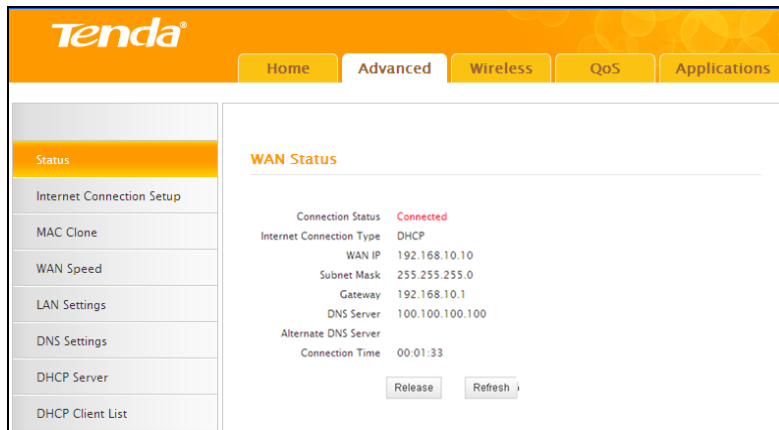 Tenda®
Home Advanced Wireless QoS Applications
Status
Internet Connection Setup
MAC Clone
WAN Speed
LAN Settings
DNS Settings
DHCP Server
DHCP Client List
WAN Status
Connection Status Connected
Internet Connection Type DHCP
WAN IP 192.168.10.10
Subnet Mask 255.255.255.0
Gateway 192.168.10.1
DNS Server 100.100.100.100
Alternate DNS Server
Connection Time 00:01:33
Release Refresh